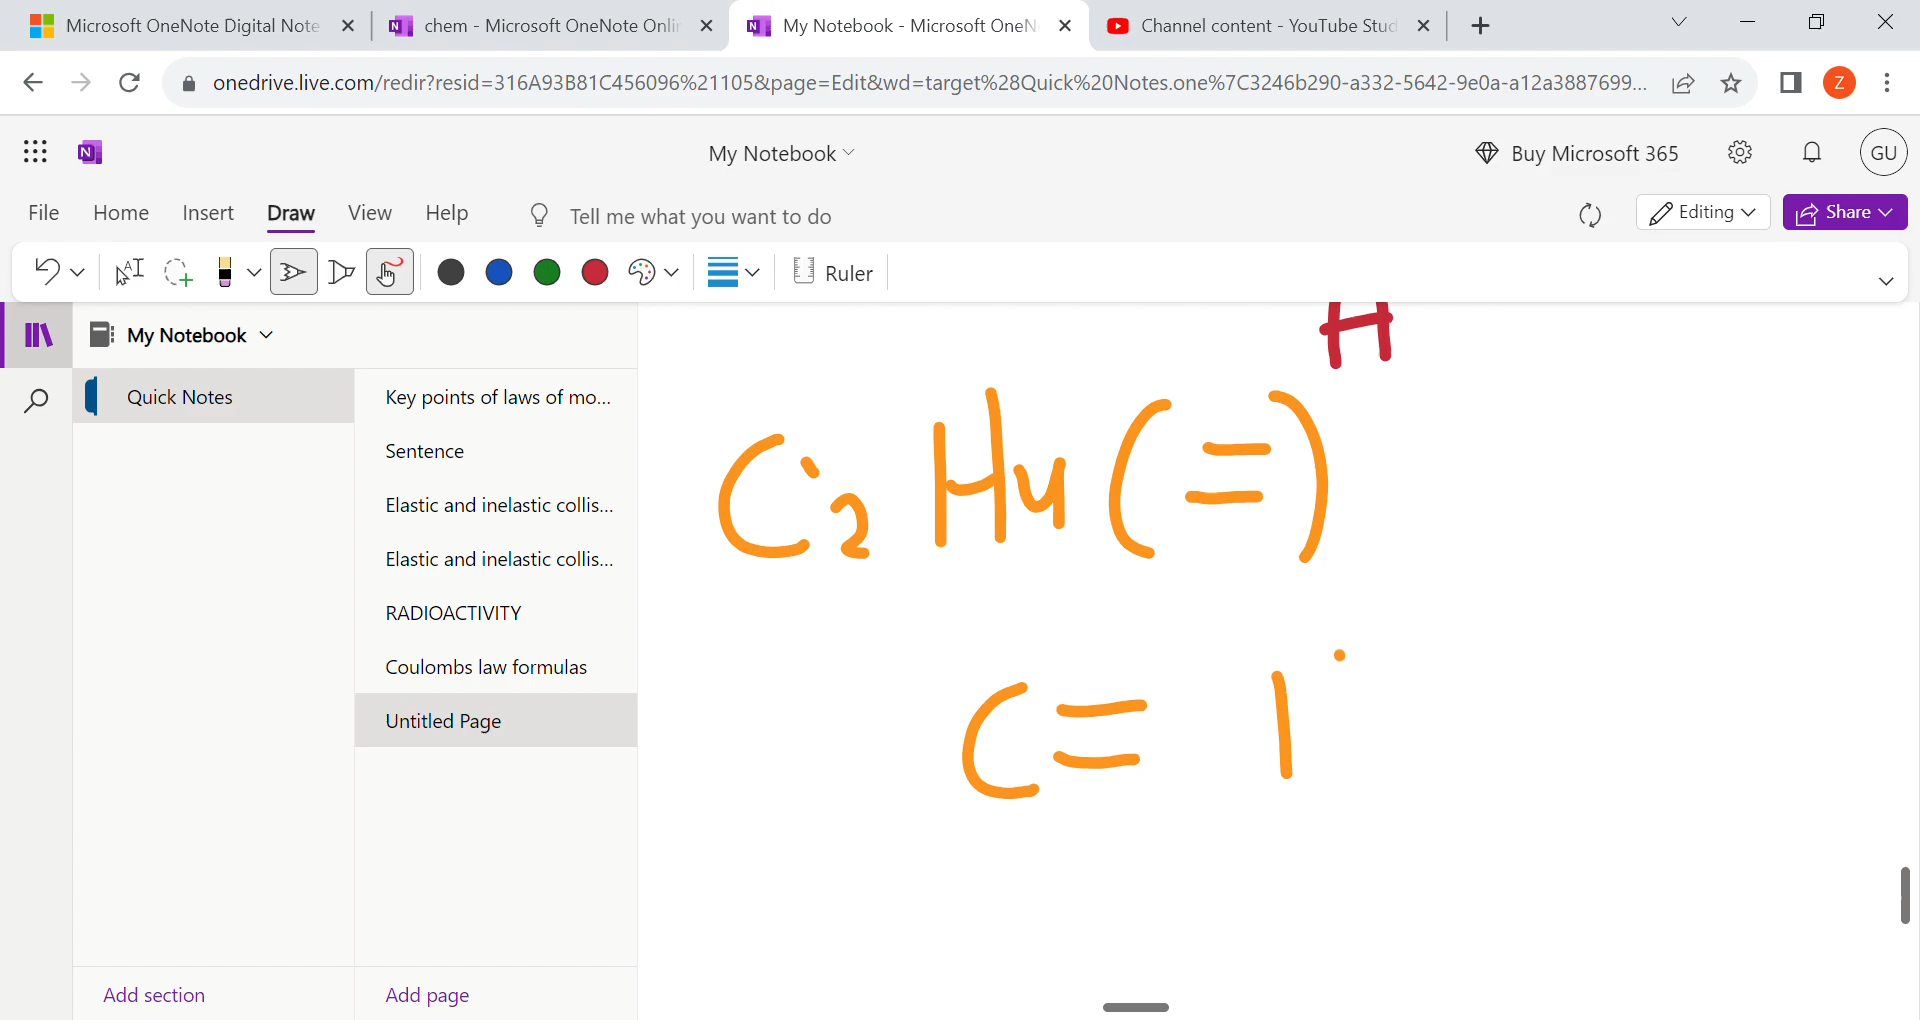 Microsoft OneNote Digital Note
chem - Microsoft OneNote Onli
My Notebook - Microsoft OneN
Channel content - YouTube Stud
onedrive.live.com/redir?resid=316A93B81C456096%21105&page=Edit&wd=target%28Quick%20Notes.one%7C3246b290-a332-5642-9e0a-a12a3887699...
Z
N
My Notebook
Buy Microsoft 365
GU
File Home Insert Draw View Help Tell me what you want to do
Editing
Share
Ruler
My Notebook
Quick Notes
Key points of laws of mo...
Sentence
Elastic and inelastic collis...
Elastic and inelastic collis...
RADIOACTIVITY
Coulombs law formulas
Untitled Page
Add section
Add page
H
C2 H4 (=)
C = 1